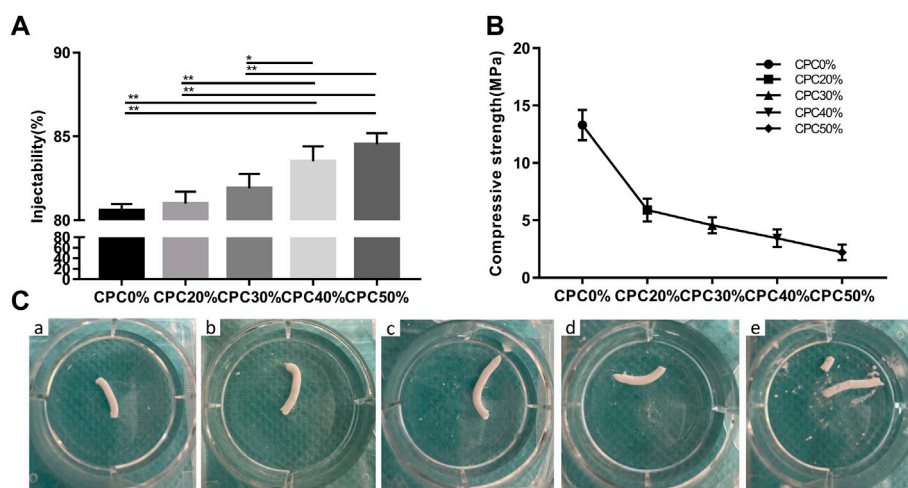 A
Injectability(%)
90
85
80
80
60
40
20
0
*
**
**
**
**
**
CPC0% CPC20% CPC30% CPC40% CPC50%
B
Compressive strength(MPa)
20
15
10
5
0
CPC0%
CPC20%
CPC30%
CPC40%
CPC50%
CPC0% CPC20% CPC30% CPC40% CPC50%
C
a
b
c
d
e